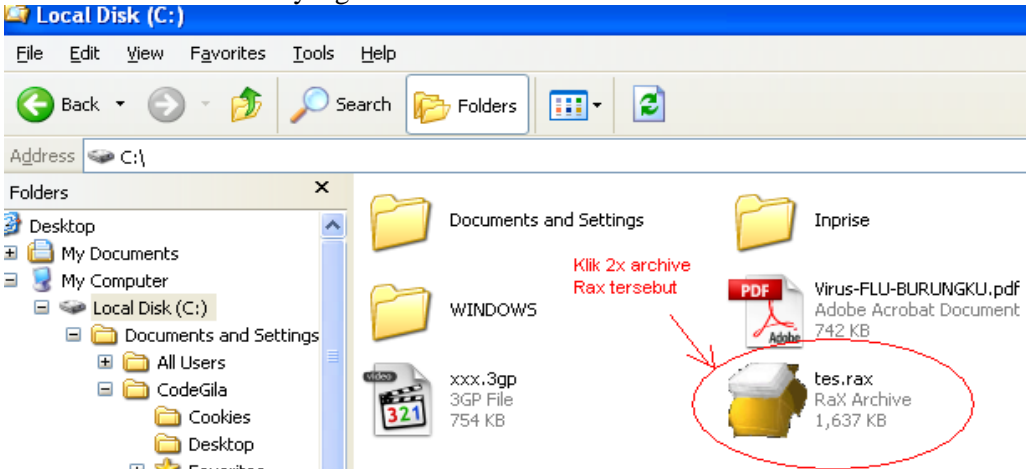 Local Disk (C:)
File Edit View Favorites Tools Help
Back Search Folders
Address C:\
Folders x
Desktop
My Documents
My Computer
Local Disk (C:)
Documents and Settings
All Users
CodeGila
Cookies
Desktop
Documents and Settings
Inprise
Klik 2x archive
Rax tersebut
WINDOWS
PDF
Adobe
Virus-FLU-BURUNGKU.pdf
Adobe Acrobat Document
742 KB
video
321
xxx.3gp
3GP File
754 KB
tes.rax
RaX Archive
1,637 KB